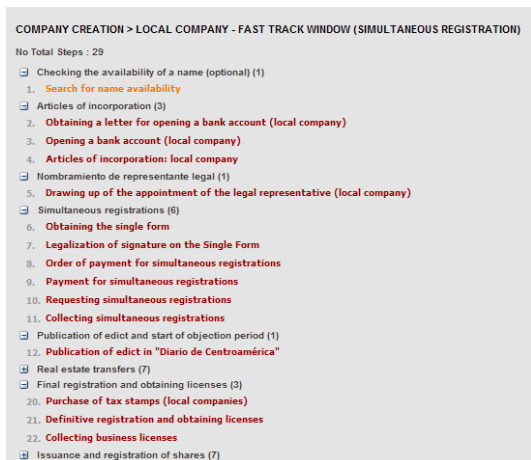 COMPANY CREATION > LOCAL COMPANY - FAST TRACK WINDOW (SIMULTANEOUS REGISTRATION)
No Total Steps : 29
Checking the availability of a name (optional) (1)
1. Search for name availability
Articles of incorporation (3)
2. Obtaining a letter for opening a bank account (local company)
3. Opening a bank account (local company)
4. Articles of incorporation: local company
Nombramiento de representante legal (1)
5. Drawing up of the appointment of the legal representative (local company)
Simultaneous registrations (6)
6. Obtaining the single form
7. Legalization of signature on the Single Form
8. Order of payment for simultaneous registrations
9. Payment for simultaneous registrations
10. Requesting simultaneous registrations
11. Collecting simultaneous registrations
Publication of edict and start of objection period (1)
12. Publication of edict in "Diario de Centroamérica"
Real estate transfers (7)
Final registration and obtaining licenses (3)
20. Purchase of tax stamps (local companies)
21. Definitive registration and obtaining licenses
22. Collecting business licenses
Issuance and registration of shares (7)